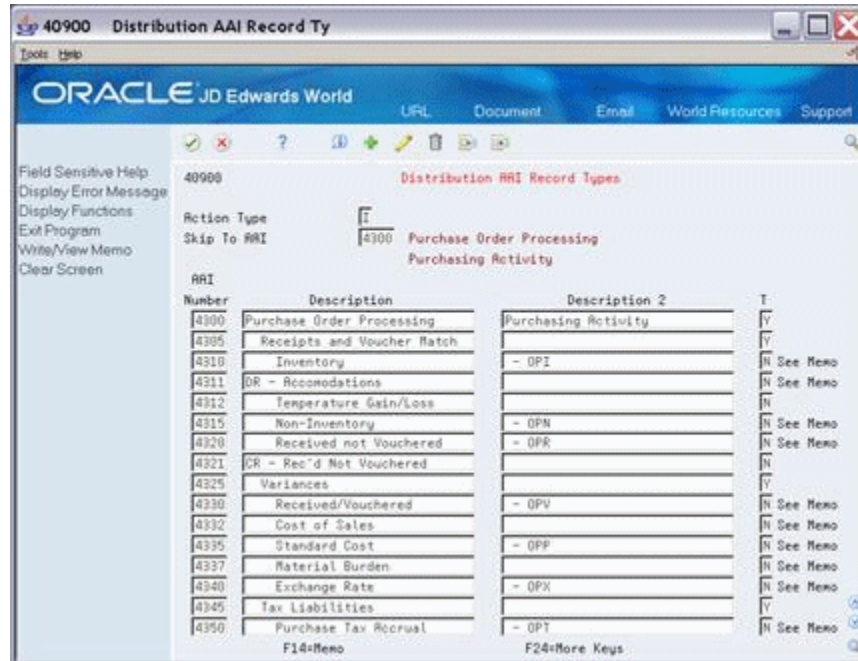 40900 Distribution AAI Record Ty
Tools Help
ORACLE JD Edwards World
URL Document Email World Resources Support
Field Sensitive Help
Display Error Message
Display Functions
Exit Program
Write/View Memo
Clear Screen
40900 Distribution AAI Record Types
Action Type I
Skip To AAI 4300 Purchase Order Processing
Purchasing Activity
AAI
Number Description Description 2 T
4300 Purchase Order Processing Purchasing Activity Y
4305 Receipts and Voucher Match Y
4310 Inventory - OPI N See Memo
4311 DR - Accomodations N See Memo
4312 Temperature Gain/Loss N
4315 Non-Inventory - OPN N See Memo
4320 Received not Vouchered - OPR N See Memo
4321 CR - Rec'd Not Vouchered N
4325 Variances Y
4330 Received/Vouchered - OPV N See Memo
4332 Cost of Sales N See Memo
4335 Standard Cost - OPP N See Memo
4337 Material Burden N See Memo
4340 Exchange Rate - OPX N See Memo
4345 Tax Liabilities Y
4350 Purchase Tax Accrual - OPT N See Memo
F14=Memo F24=More Keys